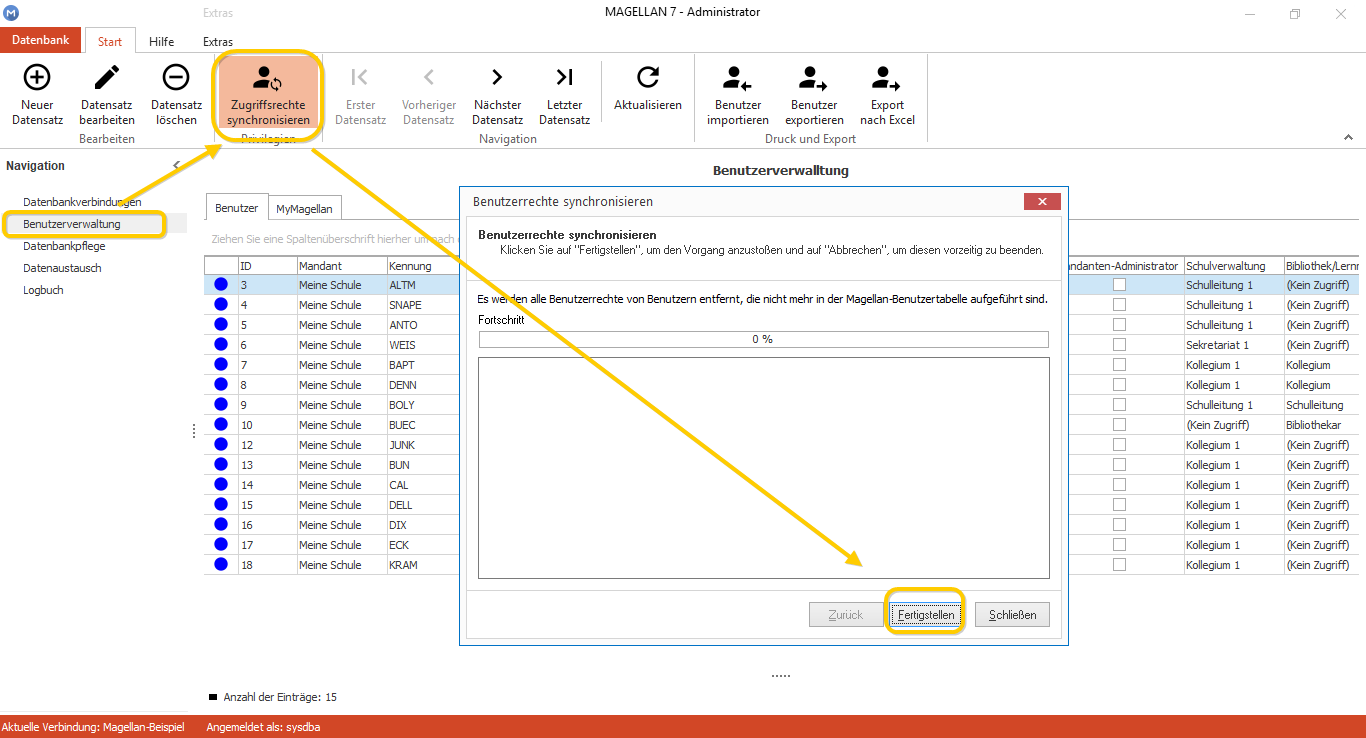 Extras
MAGELLAN 7 - Administrator
Datenbank
Start
Hilfe
Extras
Neuer
Datensatz
Datensatz
bearbeiten
Datensatz
löschen
Zugriffsrechte
synchronisieren
Erster
Datensatz
Vorheriger
Datensatz
Nächster
Datensatz
Letzter
Datensatz
Aktualisieren
Benutzer
importieren
Benutzer
exportieren
Export
nach Excel
Bearbeiten
Privilegien
Navigation
Druck und Export
Navigation
Datenbankverbindungen
Benutzerverwaltung
Datenbankpflege
Datenaustausch
Logbuch
Benutzerverwalltung
Benutzer
MyMagellan
Ziehen Sie eine Spaltenüberschrift hierher um nach
ID Mandant Kennung andanten-Administrator Schulverwaltung Bibliothek/Lernm
3 Meine Schule ALTM Schulleitung 1 (Kein Zugriff)
4 Meine Schule SNAPE Schulleitung 1 (Kein Zugriff)
5 Meine Schule ANTO Schulleitung 1 (Kein Zugriff)
6 Meine Schule WEIS Sekretariat 1 (Kein Zugriff)
7 Meine Schule BAPT Kollegium 1 Kollegium
8 Meine Schule DENN Kollegium 1 Kollegium
9 Meine Schule BOLY Schulleitung 1 Schulleitung
10 Meine Schule BUEC (Kein Zugriff) Bibliothekar
12 Meine Schule JUNK Kollegium 1 (Kein Zugriff)
13 Meine Schule BUN Kollegium 1 (Kein Zugriff)
14 Meine Schule CAL Kollegium 1 (Kein Zugriff)
15 Meine Schule DELL Kollegium 1 (Kein Zugriff)
16 Meine Schule DIX Kollegium 1 (Kein Zugriff)
17 Meine Schule ECK Kollegium 1 (Kein Zugriff)
18 Meine Schule KRAM Kollegium 1 (Kein Zugriff)
Benutzerrechte synchronisieren
Benutzerrechte synchronisieren
Klicken Sie auf "Fertigstellen", um den Vorgang anzustoßen und auf "Abbrechen", um diesen vorzeitig zu beenden.
Es werden alle Benutzerrechte von Benutzern entfernt, die nicht mehr in der Magellan-Benutzertabelle aufgeführt sind.
Fortschritt
0 %
Zurück
Fertigstellen
Schließen
Anzahl der Einträge: 15
Aktuelle Verbindung: Magellan-Beispiel
Angemeldet als: sysdba